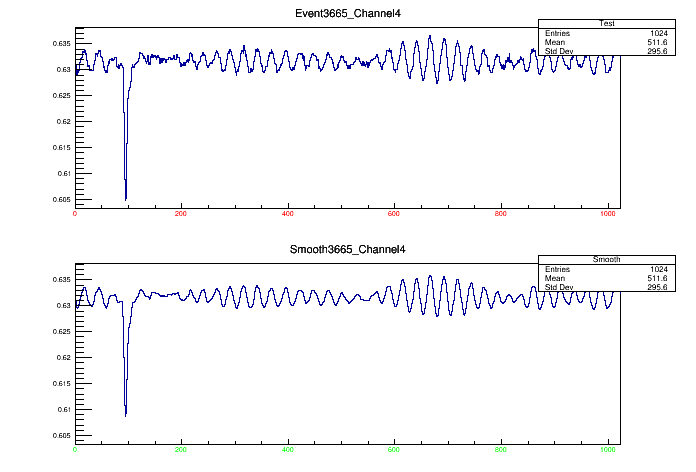 Event3665_Channel4
Test
Entries 1024
Mean 511.6
Std Dev 295.6
0.635
0.63
0.625
0.62
0.615
0.61
0.605
0 200 400 600 800 1000
Smooth3665_Channel4
Smooth
Entries 1024
Mean 511.6
Std Dev 295.6
0.635
0.63
0.625
0.62
0.615
0.61
0.605
0 200 400 600 800 1000